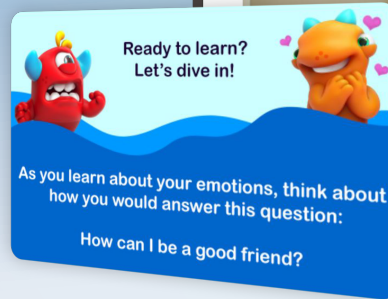 Ready to learn?
Let's dive in!
As you learn about your emotions, think about
how you would answer this question:
How can I be a good friend?